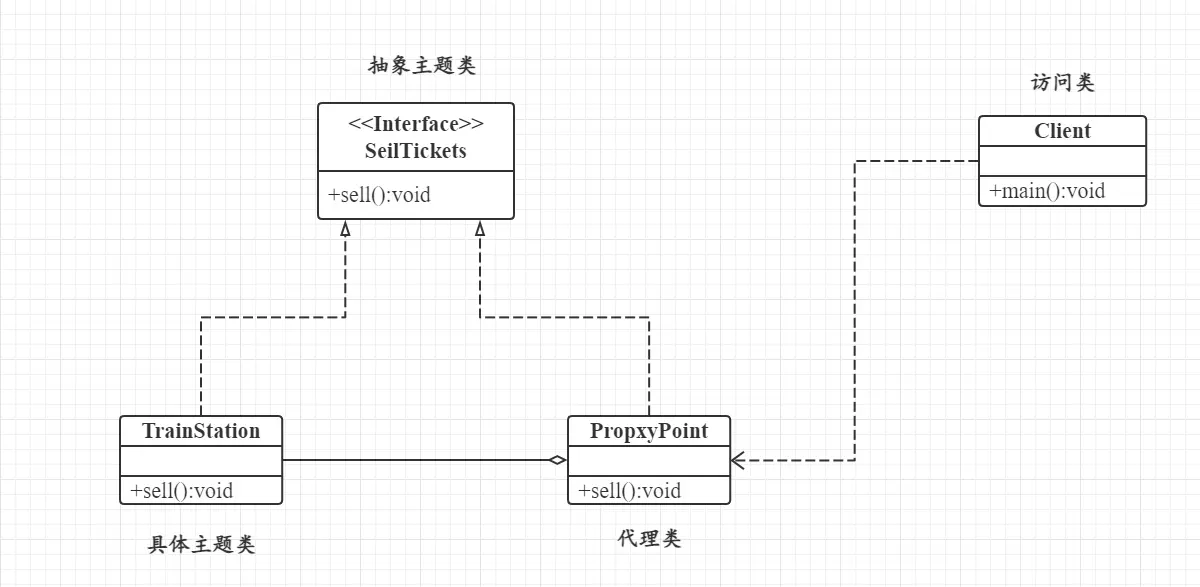 抽象主题类
<<Interface>>
SeilTickets
+sell():void
访问类
Client
+main():void
TrainStation
+sell():void
具体主题类
PropxyPoint
+sell():void
代理类